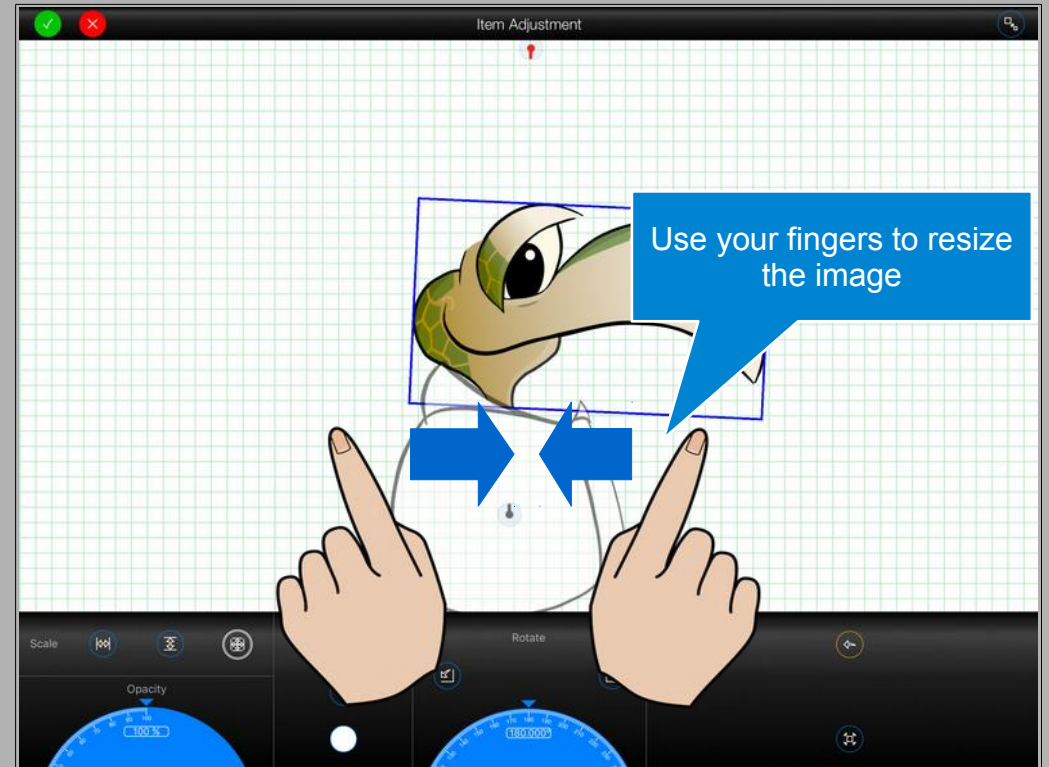 Item Adjustment
Use your fingers to resize
the image
Scale
Rotate
Opacity
100 %
180.000°